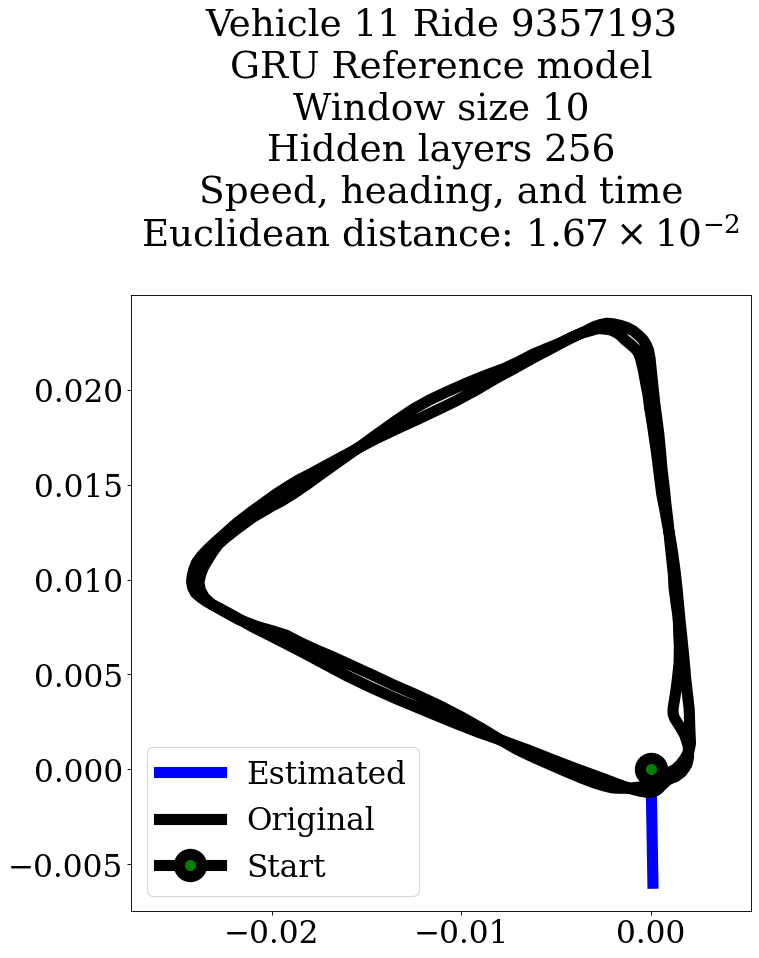 Vehicle 11 Ride 9357193
GRU Reference model
Window size 10
Hidden layers 256
Speed, heading, and time
Euclidean distance: 1.67 × 10⁻²
0.020
0.015
0.010
0.005
0.000
−0.005
Estimated
Original
Start
−0.02
−0.01
0.00